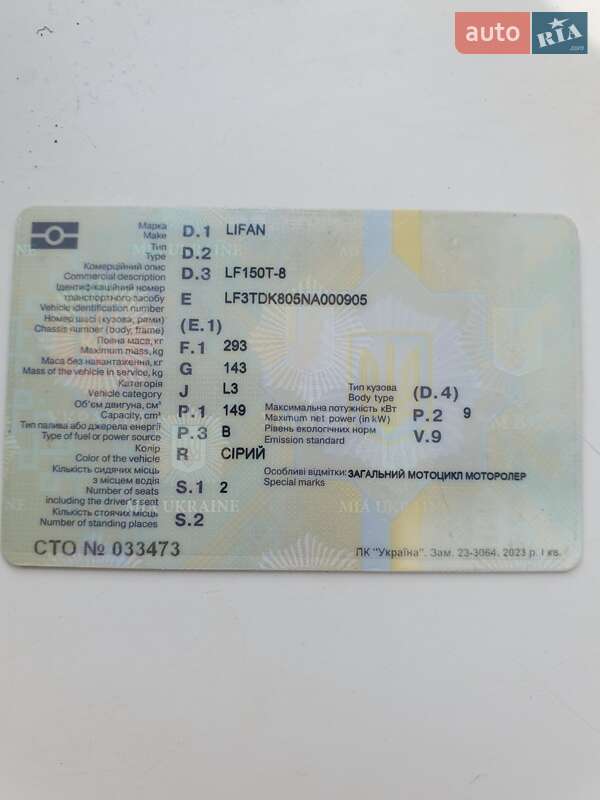 auto RIA .com
Марка D.1 LIFAN
Make
Тип D.2
Type
Комерційний опис D.3 LF150T-8
Commercial description
Ідентифікаційний номер
транспортного засобу E LF3TDK805NA000905
Vehicle identification number
Номер шасі (кузова, рами) (E.1)
Chassis number (body, frame)
Повна маса, кг F.1 293
Maximum mass, kg
Маса без навантаження, кг G 143
Mass of the vehicle in service, kg
Категорія J L3 Тип кузова (D.4)
Vehicle category Body type
Об'єм двигуна, см³ P.1 149 Максимальна потужність кВт P.2 9
Capacity, cm³ Maximum net power (in kW)
Тип палива або джерела енергії P.3 B Рівень екологічних норм V.9
Type of fuel or power source Emission standard
Колір R СІРИЙ
Color of the vehicle
Кількість сидячих місць Особливі відмітки: ЗАГАЛЬНИЙ МОТОЦИКЛ МОТОРОЛЕР
з місцем водія S.1 2 Special marks
Number of seats
including the driver's seat
Кількість стоячих місць S.2
Number of standing places
MIA UKRAINE
СТО № 033473 ПК "Україна". Зам. 23-3064. 2023 р. І кв.